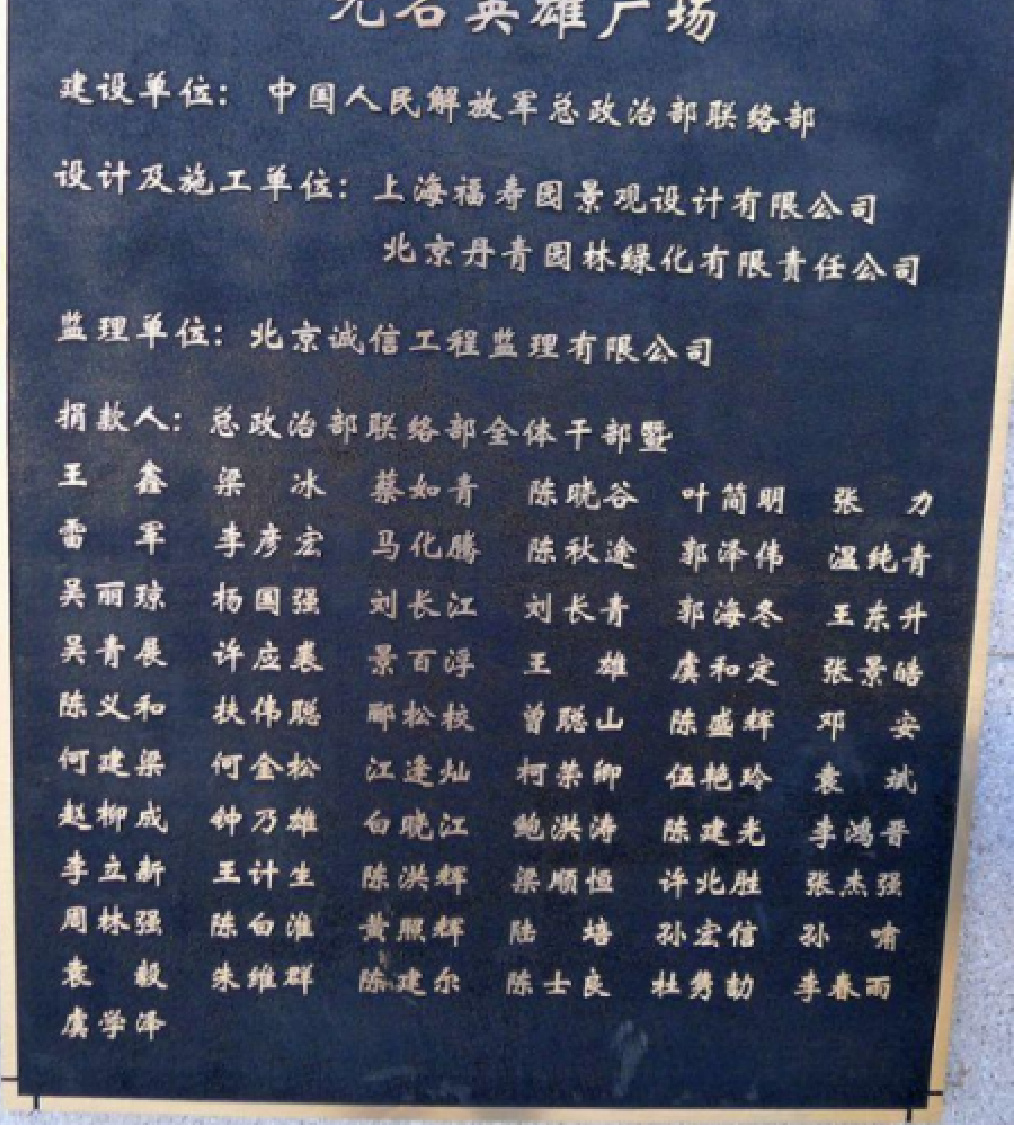 无名英雄广场
建设单位: 中国人民解放军总政治部联络部
设计及施工单位: 上海福寿园景观设计有限公司
北京丹青园林绿化有限责任公司
监理单位: 北京诚信工程监理有限公司
捐款人: 总政治部联络部全体干部暨
王鑫 梁冰 蔡如青 陈晓谷 叶简明 张力
雷军 李彦宏 马化腾 陈秋途 郭泽伟 温纯青
吴丽琼 杨国强 刘长江 刘长青 郭海冬 王东升
吴青展 许应裘 景百浮 王雄 虞和定 张景皓
陈义和 扶伟聪 郦松校 曾聪山 陈盛辉 邓安
何建梁 何金松 江逢灿 柯荣卿 伍艳玲 袁斌
赵柳成 钟乃雄 白晓江 鲍洪涛 陈建光 李鸿晋
李立新 王计生 陈洪辉 梁顺恒 许兆胜 张杰强
周林强 陈白淮 黄照辉 陆培 孙宏信 孙啸
袁毅 朱维群 陈建尔 陈士良 杜隽勤 李春雨
虞学泽